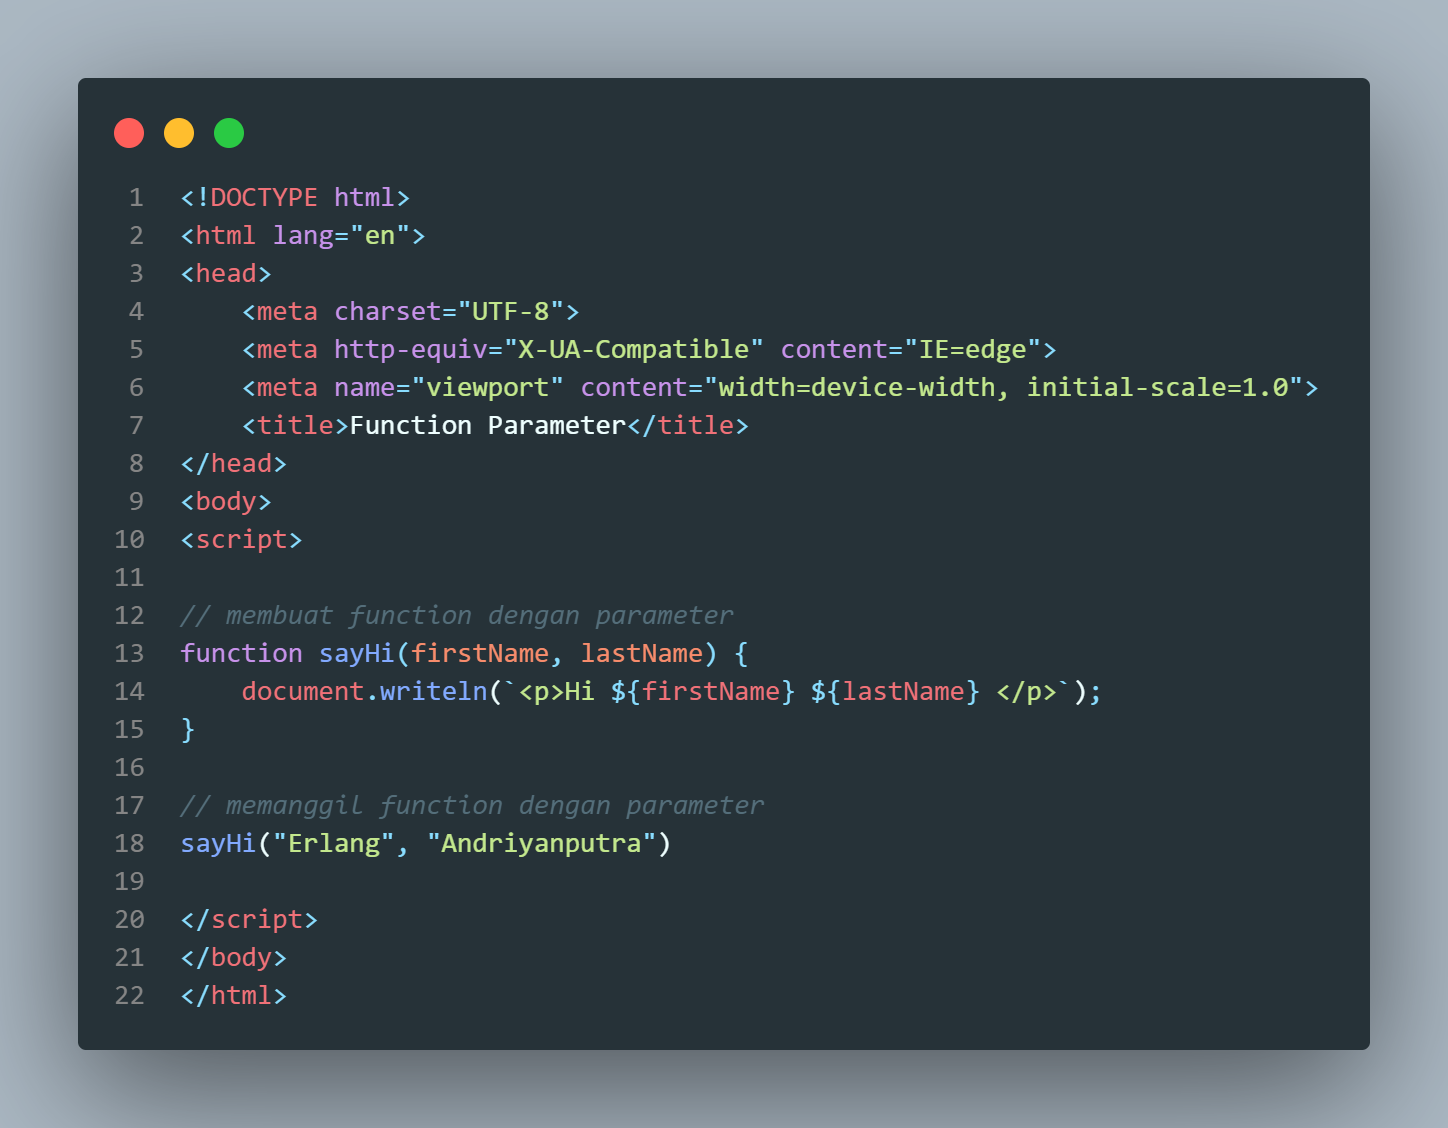 1 <!DOCTYPE html>
2 <html lang="en">
3 <head>
4     <meta charset="UTF-8">
5     <meta http-equiv="X-UA-Compatible" content="IE=edge">
6     <meta name="viewport" content="width=device-width, initial-scale=1.0">
7     <title>Function Parameter</title>
8 </head>
9 <body>
10 <script>
11
12 // membuat function dengan parameter
13 function sayHi(firstName, lastName) {
14     document.writeln(`<p>Hi ${firstName} ${lastName} </p>`);
15 }
16
17 // memanggil function dengan parameter
18 sayHi("Erlang", "Andriyanputra")
19
20 </script>
21 </body>
22 </html>